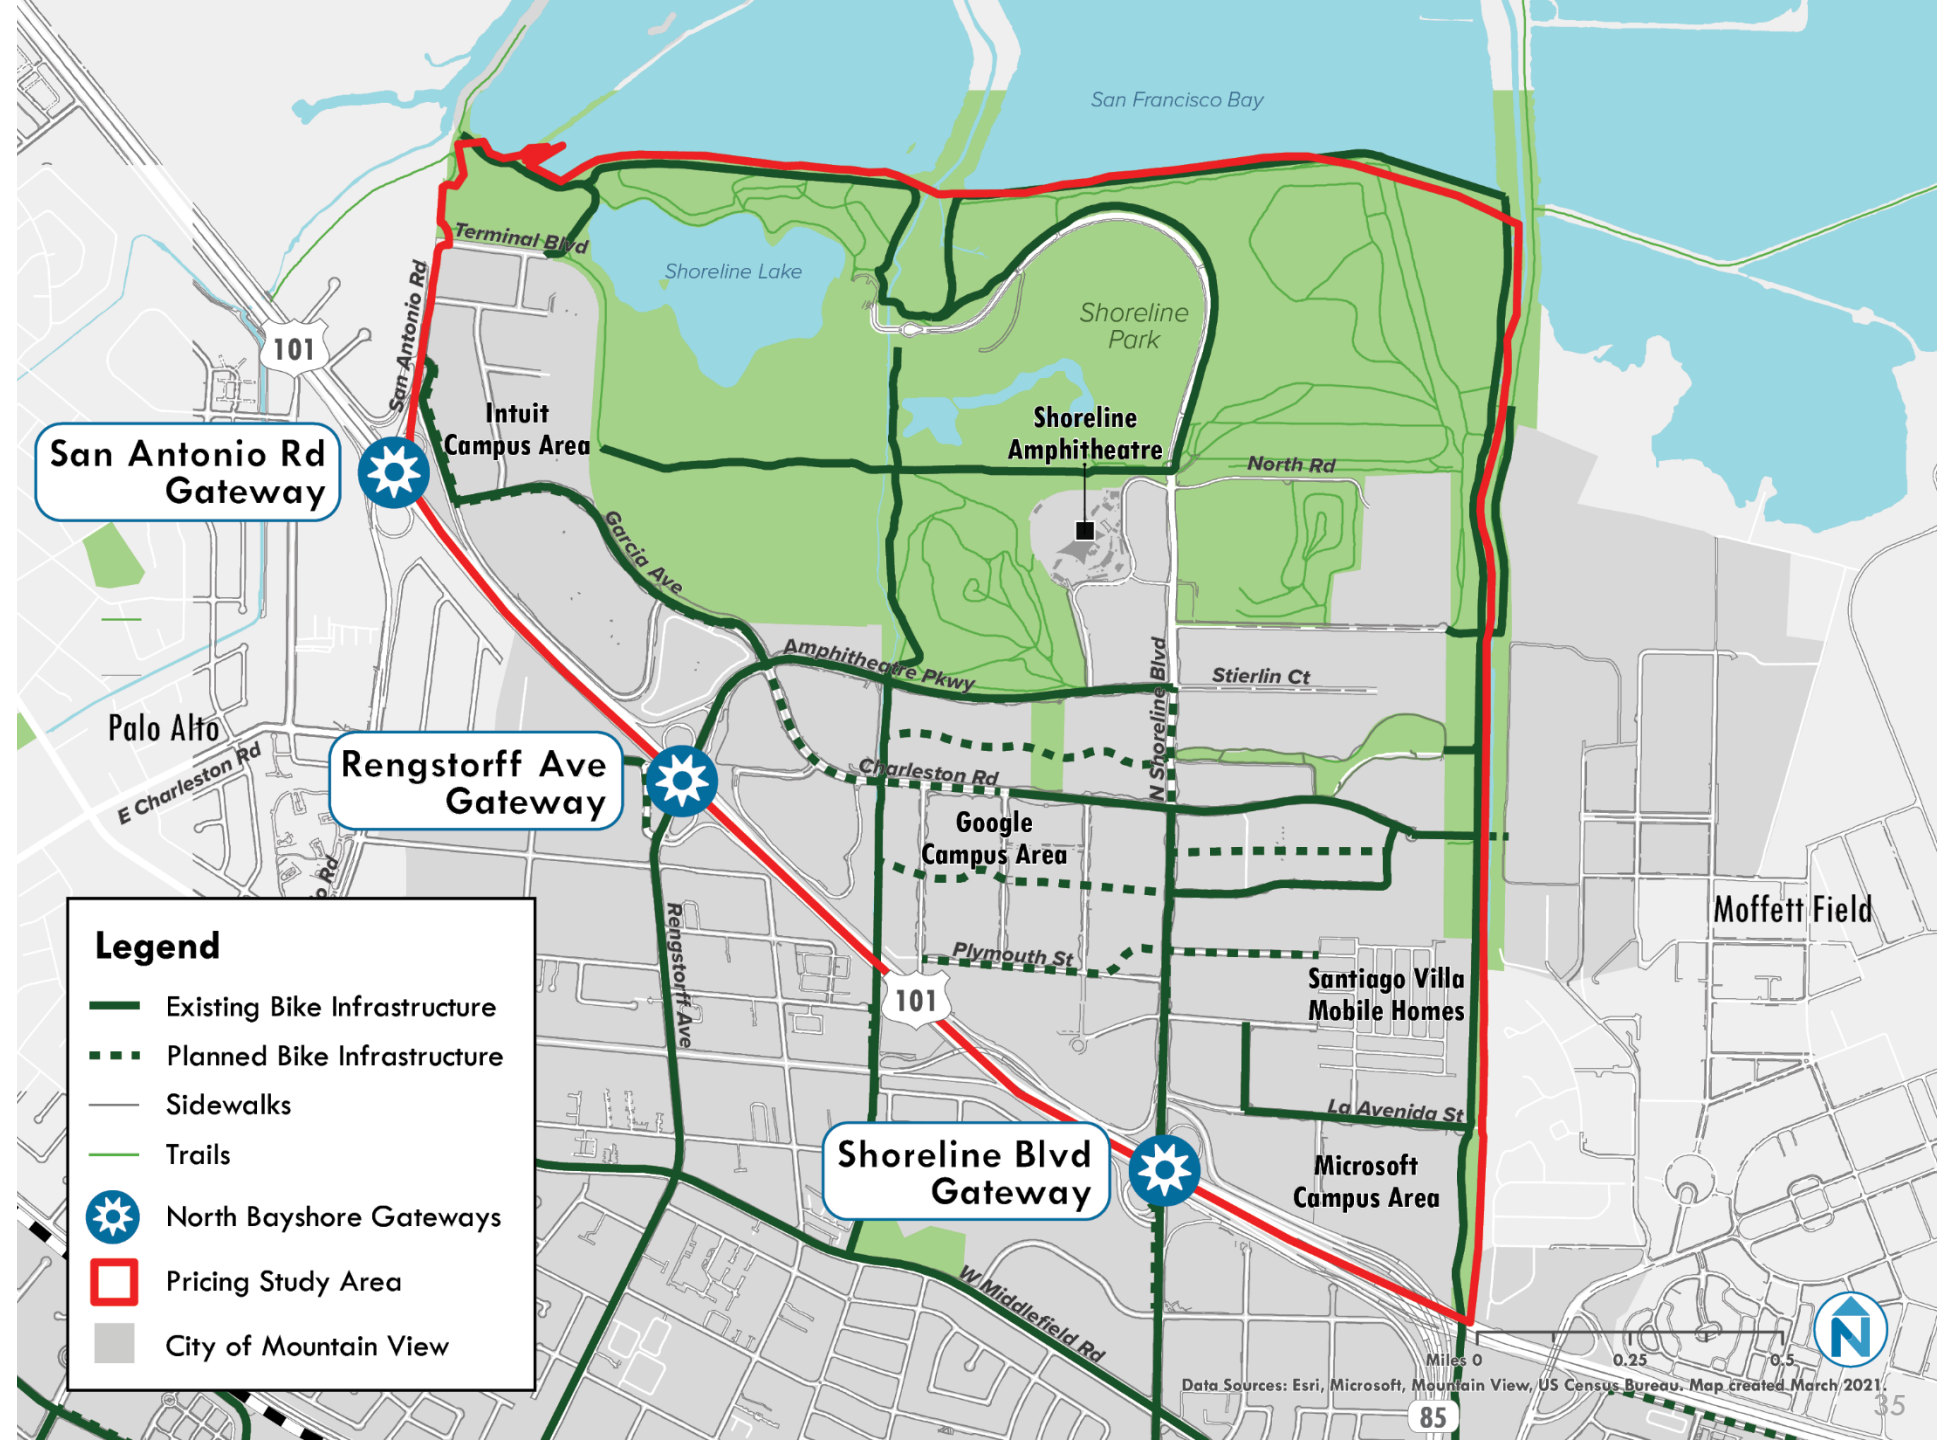 San Francisco Bay
Terminal Blvd
Shoreline Lake
San Antonio Rd
Shoreline
Park
101
Intuit
Campus Area
Shoreline
Amphitheatre
San Antonio Rd
Gateway
North Rd
Garcia Ave
Amphitheatre Pkwy
N Shoreline Blvd
Stierlin Ct
Palo Alto
E Charleston Rd
Rengstorff Ave
Gateway
Charleston Rd
Google
Campus Area
Moffett Field
Rengstorff Ave
Plymouth St
Santiago Villa
Mobile Homes
101
La Avenida St
Shoreline Blvd
Gateway
Microsoft
Campus Area
W Middlefield Rd
Legend
Existing Bike Infrastructure
Planned Bike Infrastructure
Sidewalks
Trails
North Bayshore Gateways
Pricing Study Area
City of Mountain View
N
Miles 0 0.25 0.5
Data Sources: Esri, Microsoft, Mountain View, US Census Bureau. Map created March 2021.
35
85